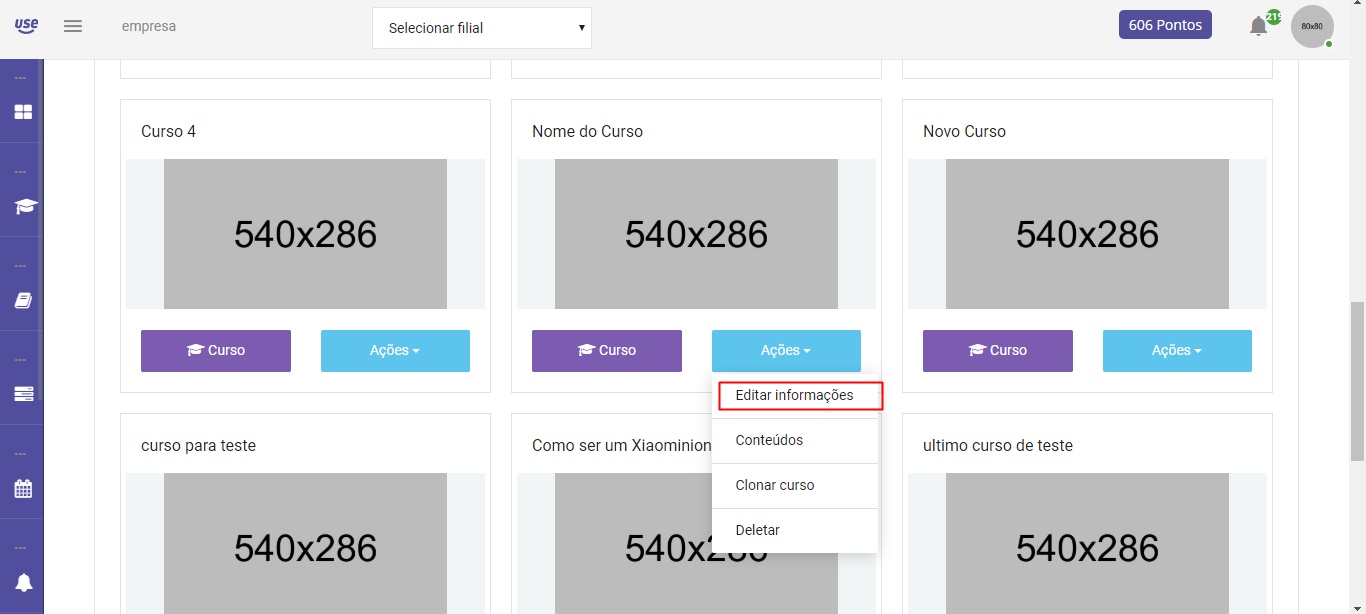 use
empresa
Selecionar filial
606 Pontos
215
80x80
---
---
---
---
---
---
Curso 4
Nome do Curso
Novo Curso
540x286
540x286
540x286
Curso
Ações
Curso
Ações
Curso
Ações
Editar informações
Conteúdos
Clonar curso
Deletar
curso para teste
Como ser um Xiaominion
ultimo curso de teste
540x286
540x286
540x286